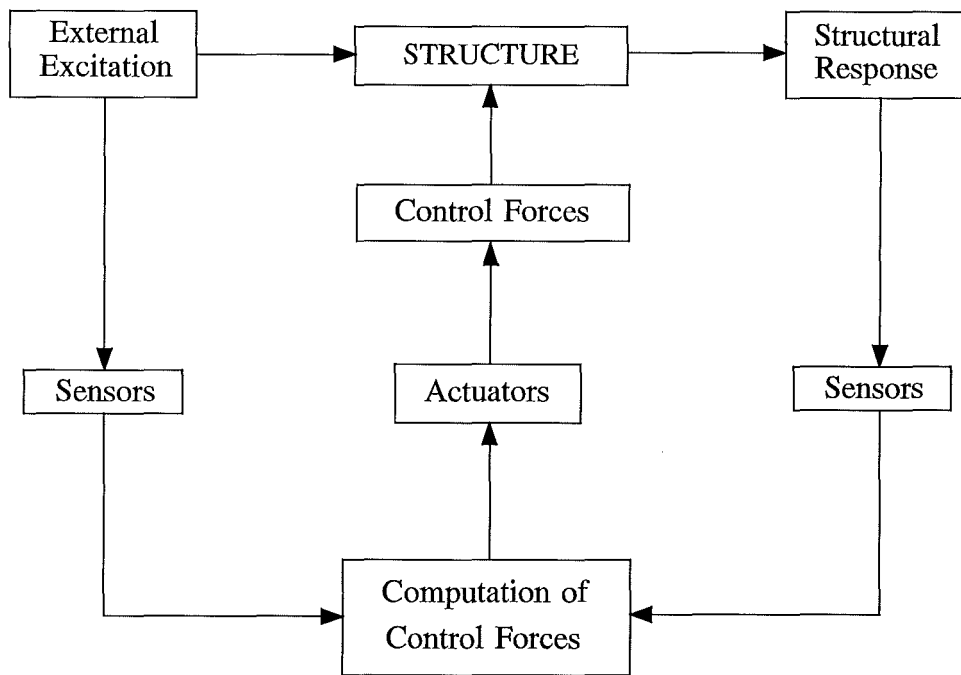 External
Excitation
STRUCTURE
Structural
Response
Control Forces
Sensors
Actuators
Sensors
Computation of
Control Forces